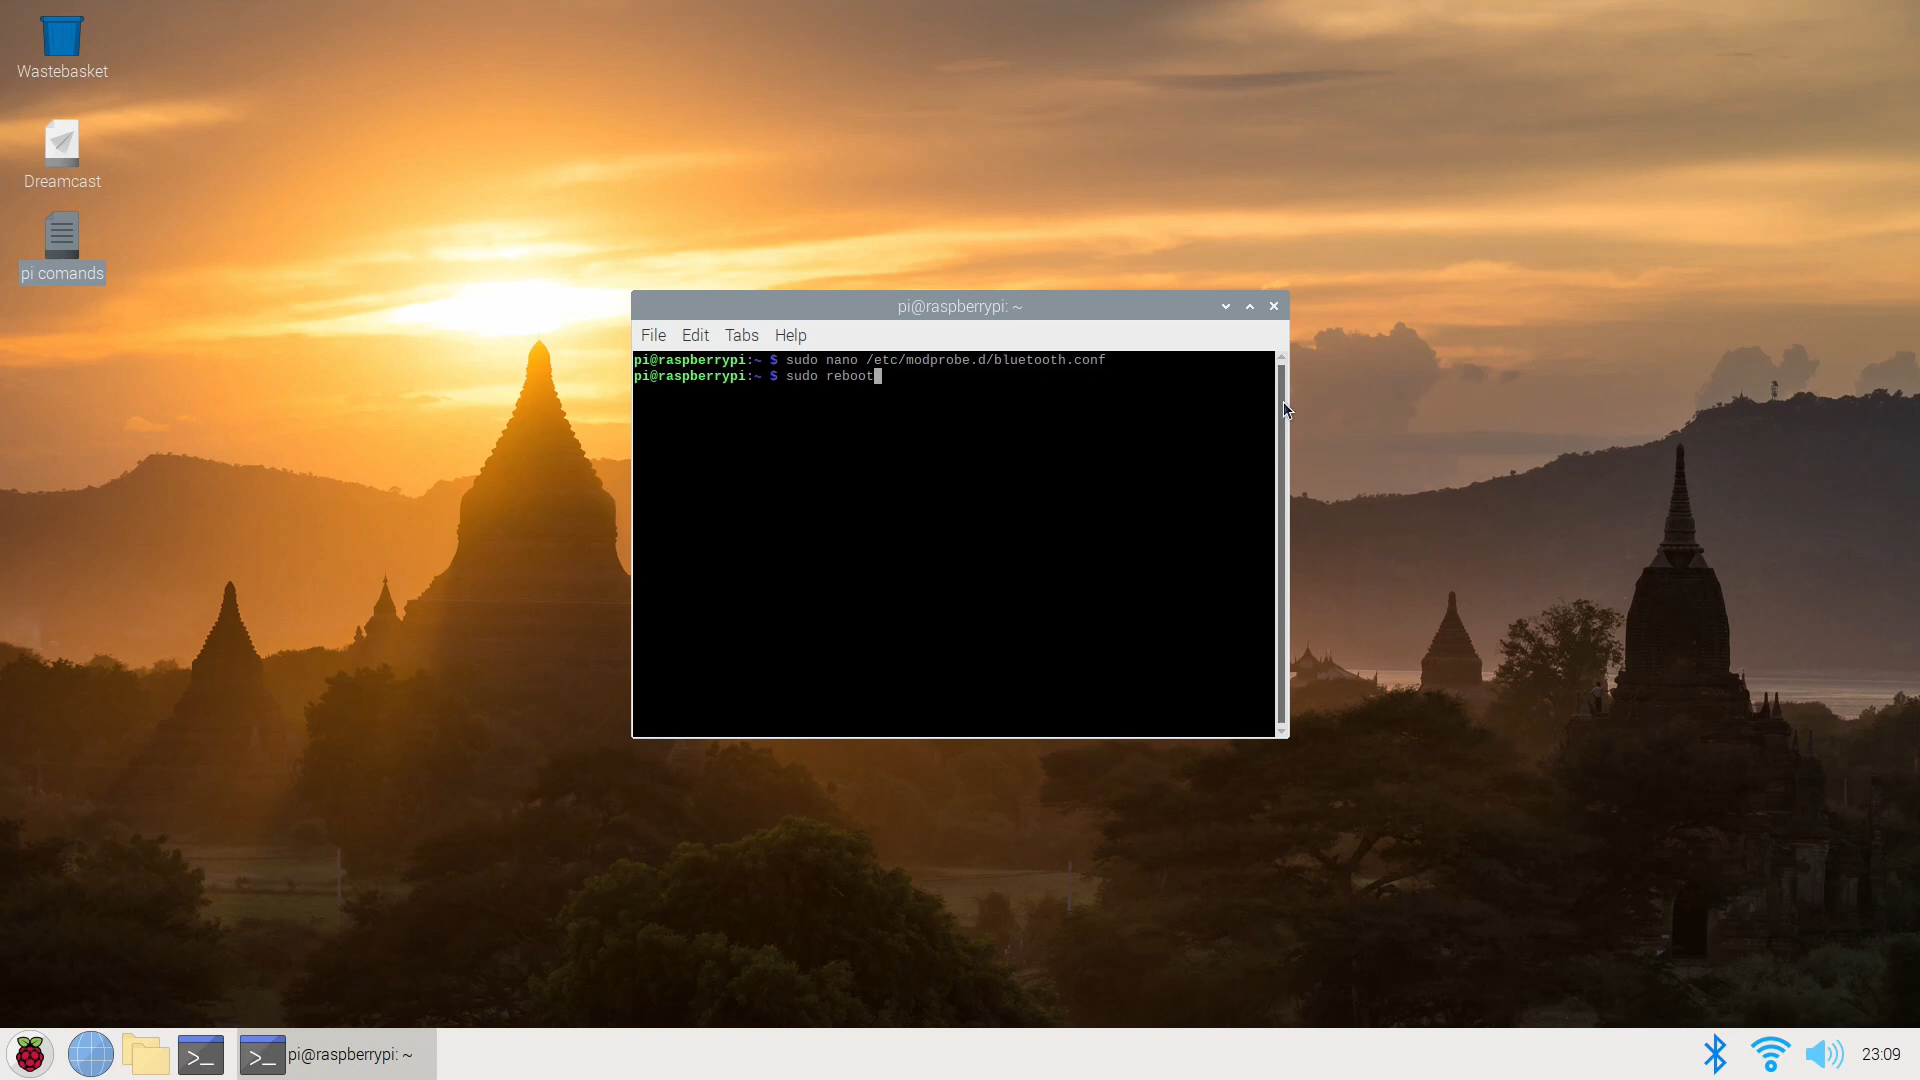 Wastebasket
Dreamcast
pi comands
pi@raspberrypi: ~
File Edit Tabs Help
pi@raspberrypi:~ $ sudo nano /etc/modprobe.d/bluetooth.conf
pi@raspberrypi:~ $ sudo reboot
>_
>_ pi@raspberrypi: ~
23:09